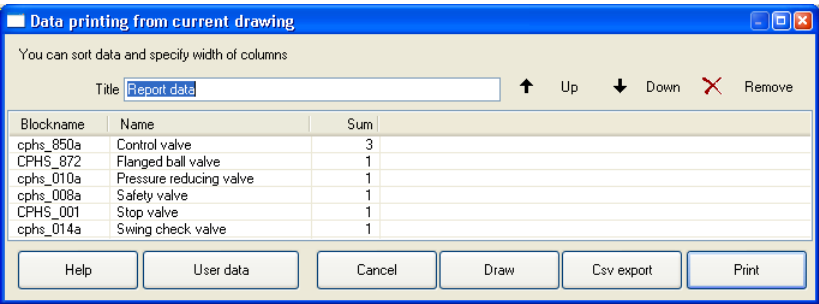 Data printing from current drawing
You can sort data and specify width of columns
Title Report data Up Down Remove
Blockname Name Sum
cphs_850a Control valve 3
CPHS_872 Flanged ball valve 1
cphs_010a Pressure reducing valve 1
cphs_008a Safety valve 1
CPHS_001 Stop valve 1
cphs_014a Swing check valve 1
Help User data Cancel Draw Csv export Print